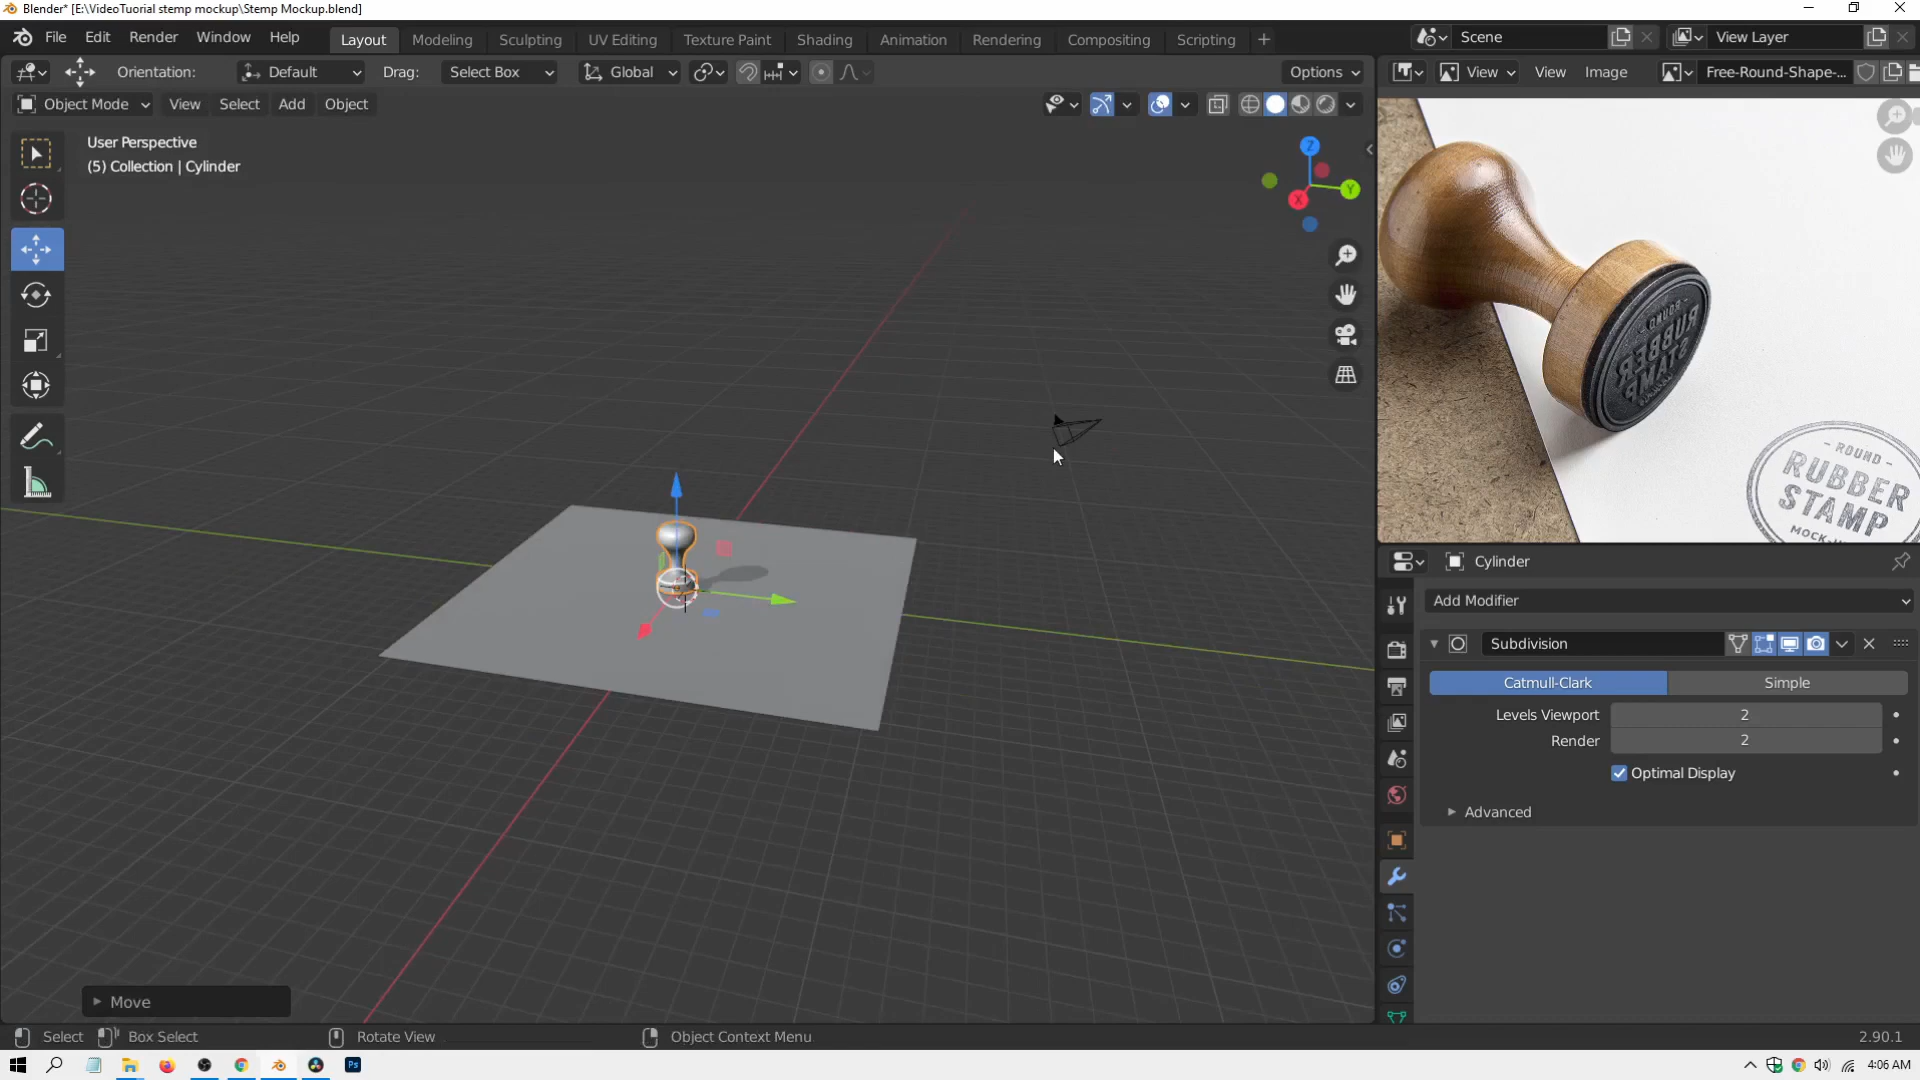 Blender* [E:\VideoTuorial stemp mockup\Stemp Mockup.blend]
File Edit Render Window Help
Layout Modeling Sculpting UV Editing Texture Paint Shading Animation Rendering Compositing Scripting +
Scene
View Layer
Orientation: Default Drag: Select Box Global Options
View View Image Free-Round-Shape-...
Object Mode View Select Add Object
User Perspective
(5) Collection | Cylinder
Z
Y
X
ROUND
RUBBER
STAMP
- ROUND -
RUBBER
STAMP
Cylinder
Add Modifier
Subdivision
Catmull-Clark Simple
Levels Viewport 2
Render 2
Optimal Display
Advanced
Move
Select Box Select Rotate View Object Context Menu 2.90.1
Ps
4:06 AM